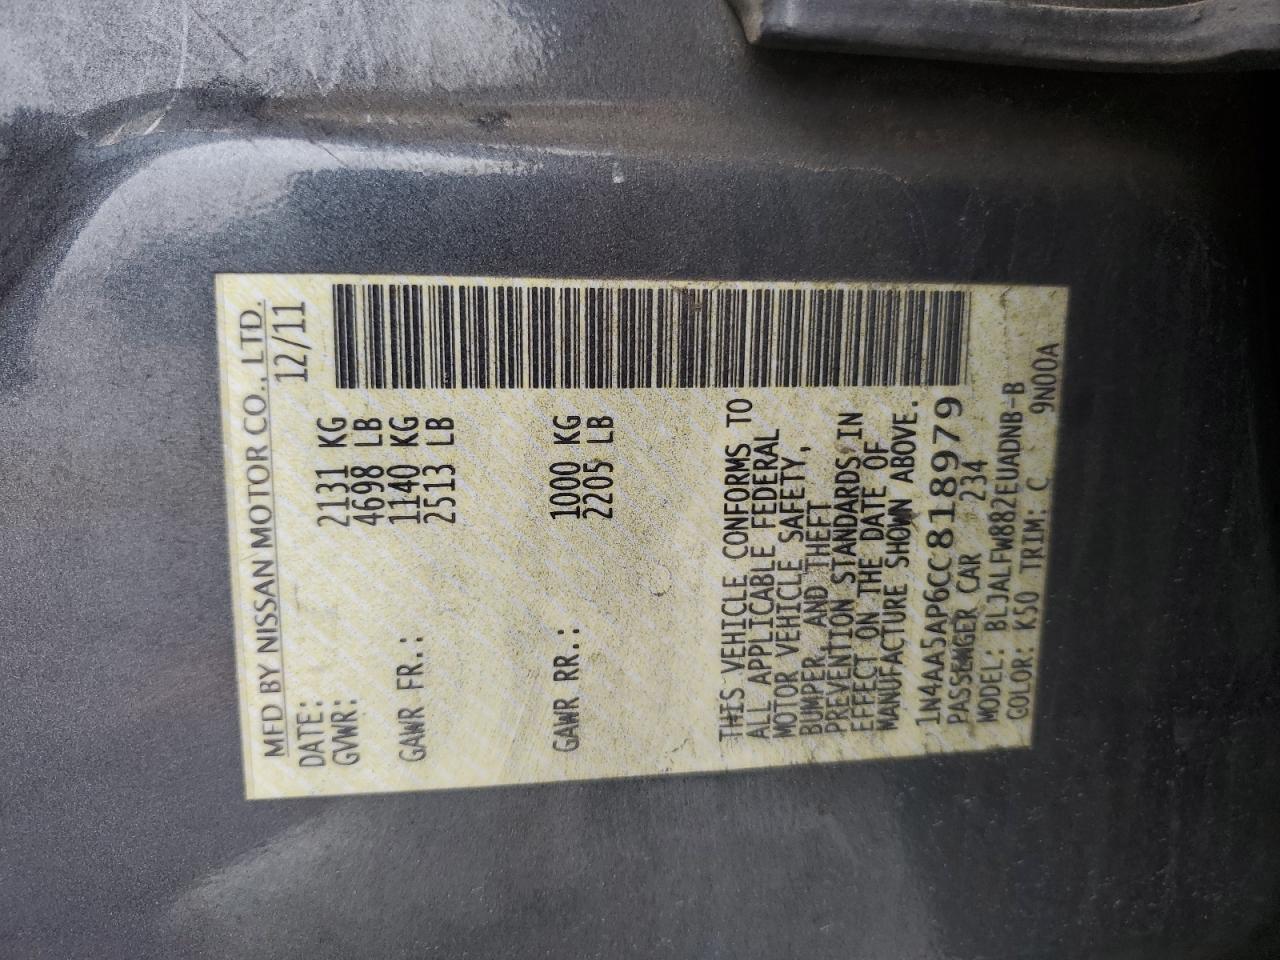 MFD BY NISSAN MOTOR CO., LTD.
DATE: 12/11
GVWR: 2131 KG
4698 LB
GAWR FR.: 1140 KG
2513 LB
GAWR RR.: 1000 KG
2205 LB
THIS VEHICLE CONFORMS TO
ALL APPLICABLE FEDERAL
MOTOR VEHICLE SAFETY,
BUMPER, AND THEFT
PREVENTION STANDARDS IN
EFFECT ON THE DATE OF
MANUFACTURE SHOWN ABOVE.
1N4AA5AP6CC818979
PASSENGER CAR 234
MODEL: BLJALFW882EUADNB-B
COLOR: K50 TRIM: C 9N00A